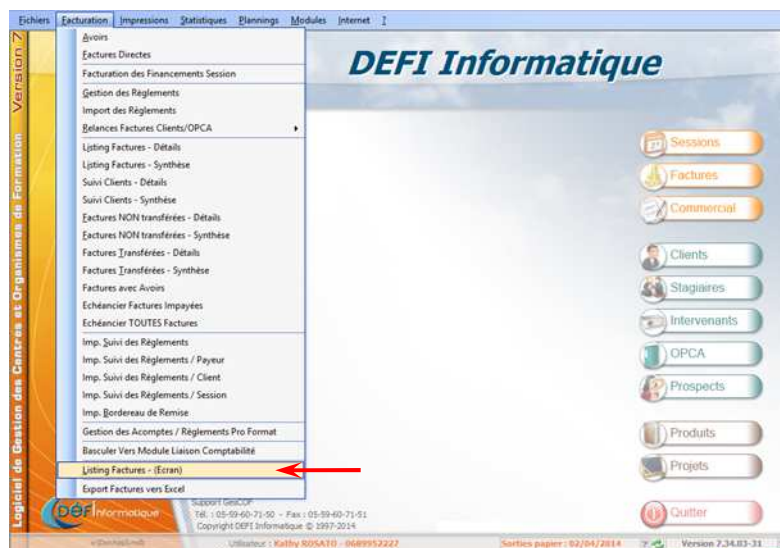 Fichiers Facturation Impressions Statistiques Plannings Modules Internet ?
Avoirs
Factures Directes
Facturation des Financements Session
Gestion des Règlements
Import des Règlements
Relances Factures Clients/OPCA
Listing Factures - Détails
Listing Factures - Synthèse
Suivi Clients - Détails
Suivi Clients - Synthèse
Factures NON transférées - Détails
Factures NON transférées - Synthèse
Factures Transférées - Détails
Factures Transférées - Synthèse
Factures avec Avoirs
Echéancier Factures Impayées
Echéancier TOUTES Factures
Imp. Suivi des Règlements
Imp. Suivi des Règlements / Payeur
Imp. Suivi des Règlements / Client
Imp. Suivi des Règlements / Session
Imp. Bordereau de Remise
Gestion des Acomptes / Règlements Pro Format
Basculer Vers Module Liaison Comptabilité
Listing Factures - (Ecran)
Export Factures vers Excel
Logiciel de Gestion des Centres et Organismes de Formation Version 7
DEFI Informatique
Sessions
Factures
Commercial
Clients
Stagiaires
Intervenants
OPCA
Prospects
Produits
Projets
Quitter
DÉFI Informatique
Support GesCOF
Tél. : 05-59-60-71-50 - Fax : 05-59-60-71-51
Copyright DEFI Informatique © 1997-2014
Utilisateur : Kathy ROSATO - 0689952227
Sorties papier : 02/04/2014
7
Version 7.34.03-31